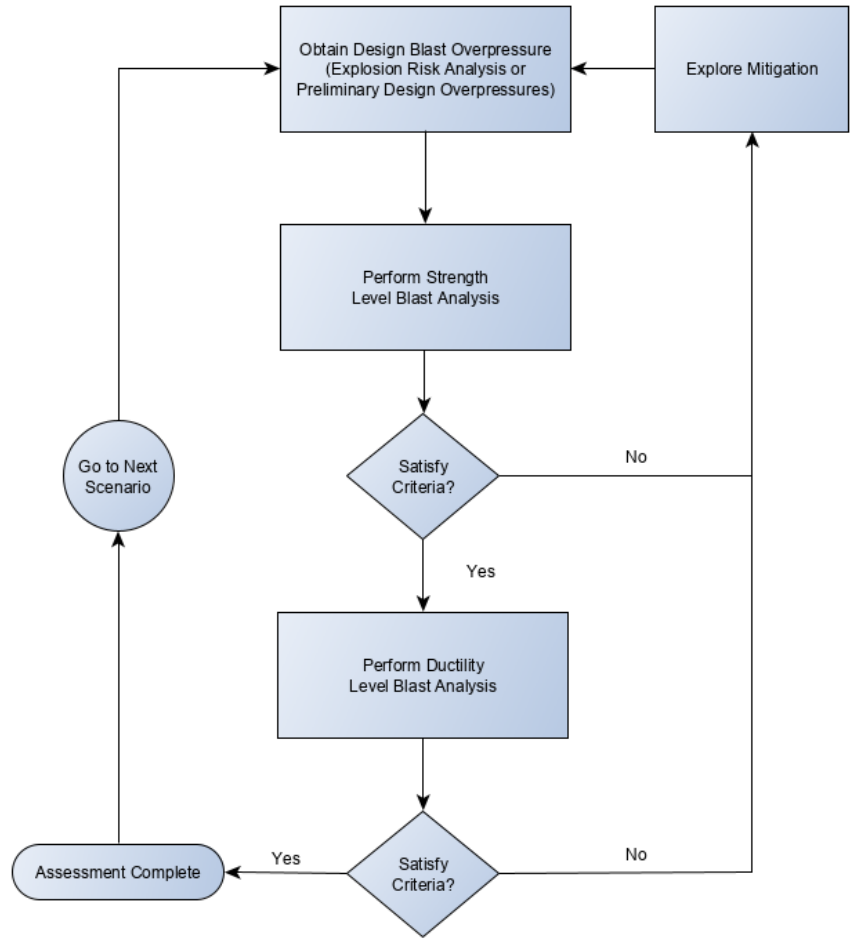 Obtain Design Blast Overpressure
(Explosion Risk Analysis or
Preliminary Design Overpressures)
Explore Mitigation
Perform Strength
Level Blast Analysis
Go to Next
Scenario
Satisfy
Criteria?
No
Yes
Perform Ductility
Level Blast Analysis
Assessment Complete
Yes
Satisfy
Criteria?
No